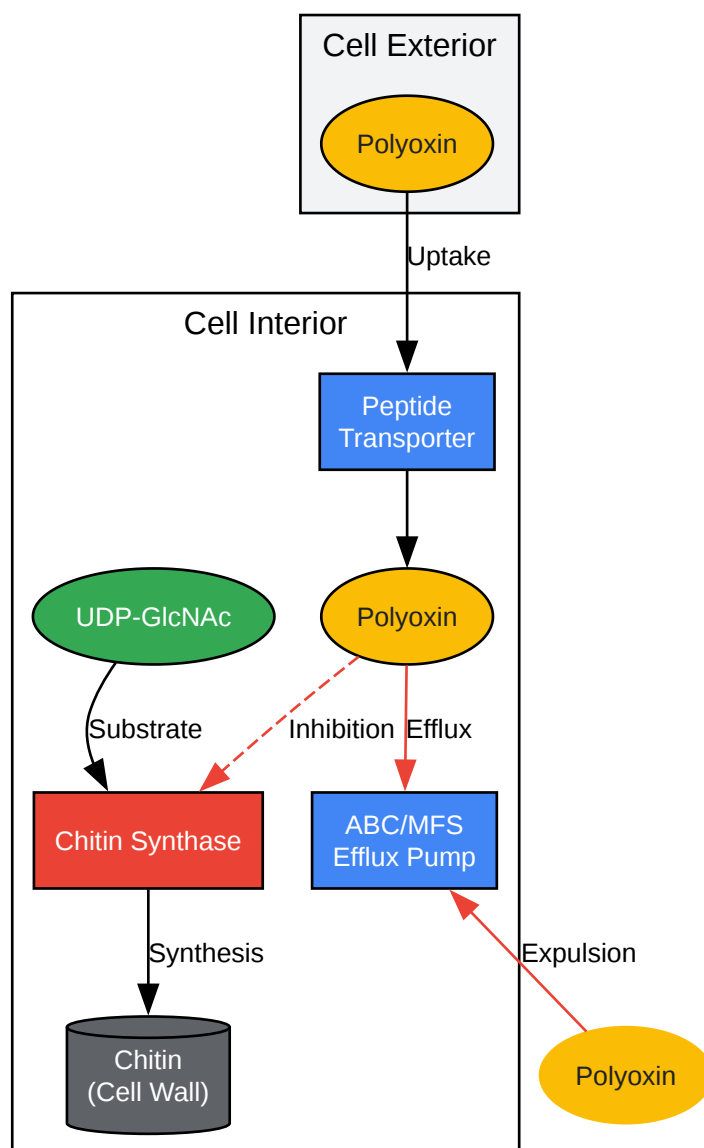 Cell Exterior
Polyoxin
Uptake
Cell Interior
Peptide
Transporter
UDP-GlcNAc
Polyoxin
Substrate
Inhibition
Efflux
Chitin Synthase
ABC/MFS
Efflux Pump
Synthesis
Expulsion
Chitin
(Cell Wall)
Polyoxin